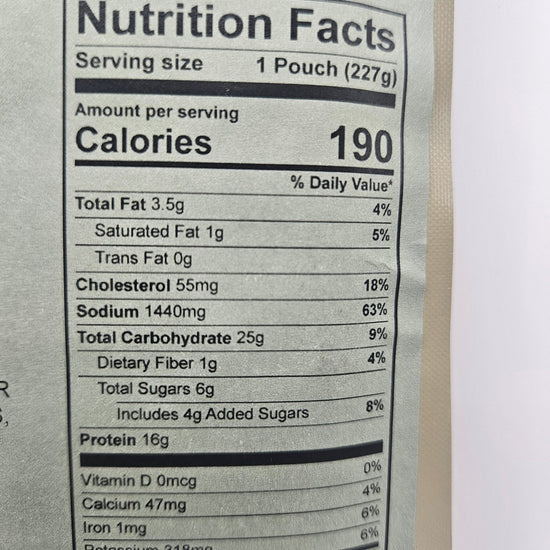 Nutrition Facts
Serving size 1 Pouch (227g)
Amount per serving
Calories 190
% Daily Value*
Total Fat 3.5g 4%
Saturated Fat 1g 5%
Trans Fat 0g
Cholesterol 55mg 18%
Sodium 1440mg 63%
Total Carbohydrate 25g 9%
Dietary Fiber 1g 4%
Total Sugars 6g
Includes 4g Added Sugars 8%
Protein 16g
Vitamin D 0mcg 0%
Calcium 47mg 4%
Iron 1mg 6%
Potassium 318mg 6%